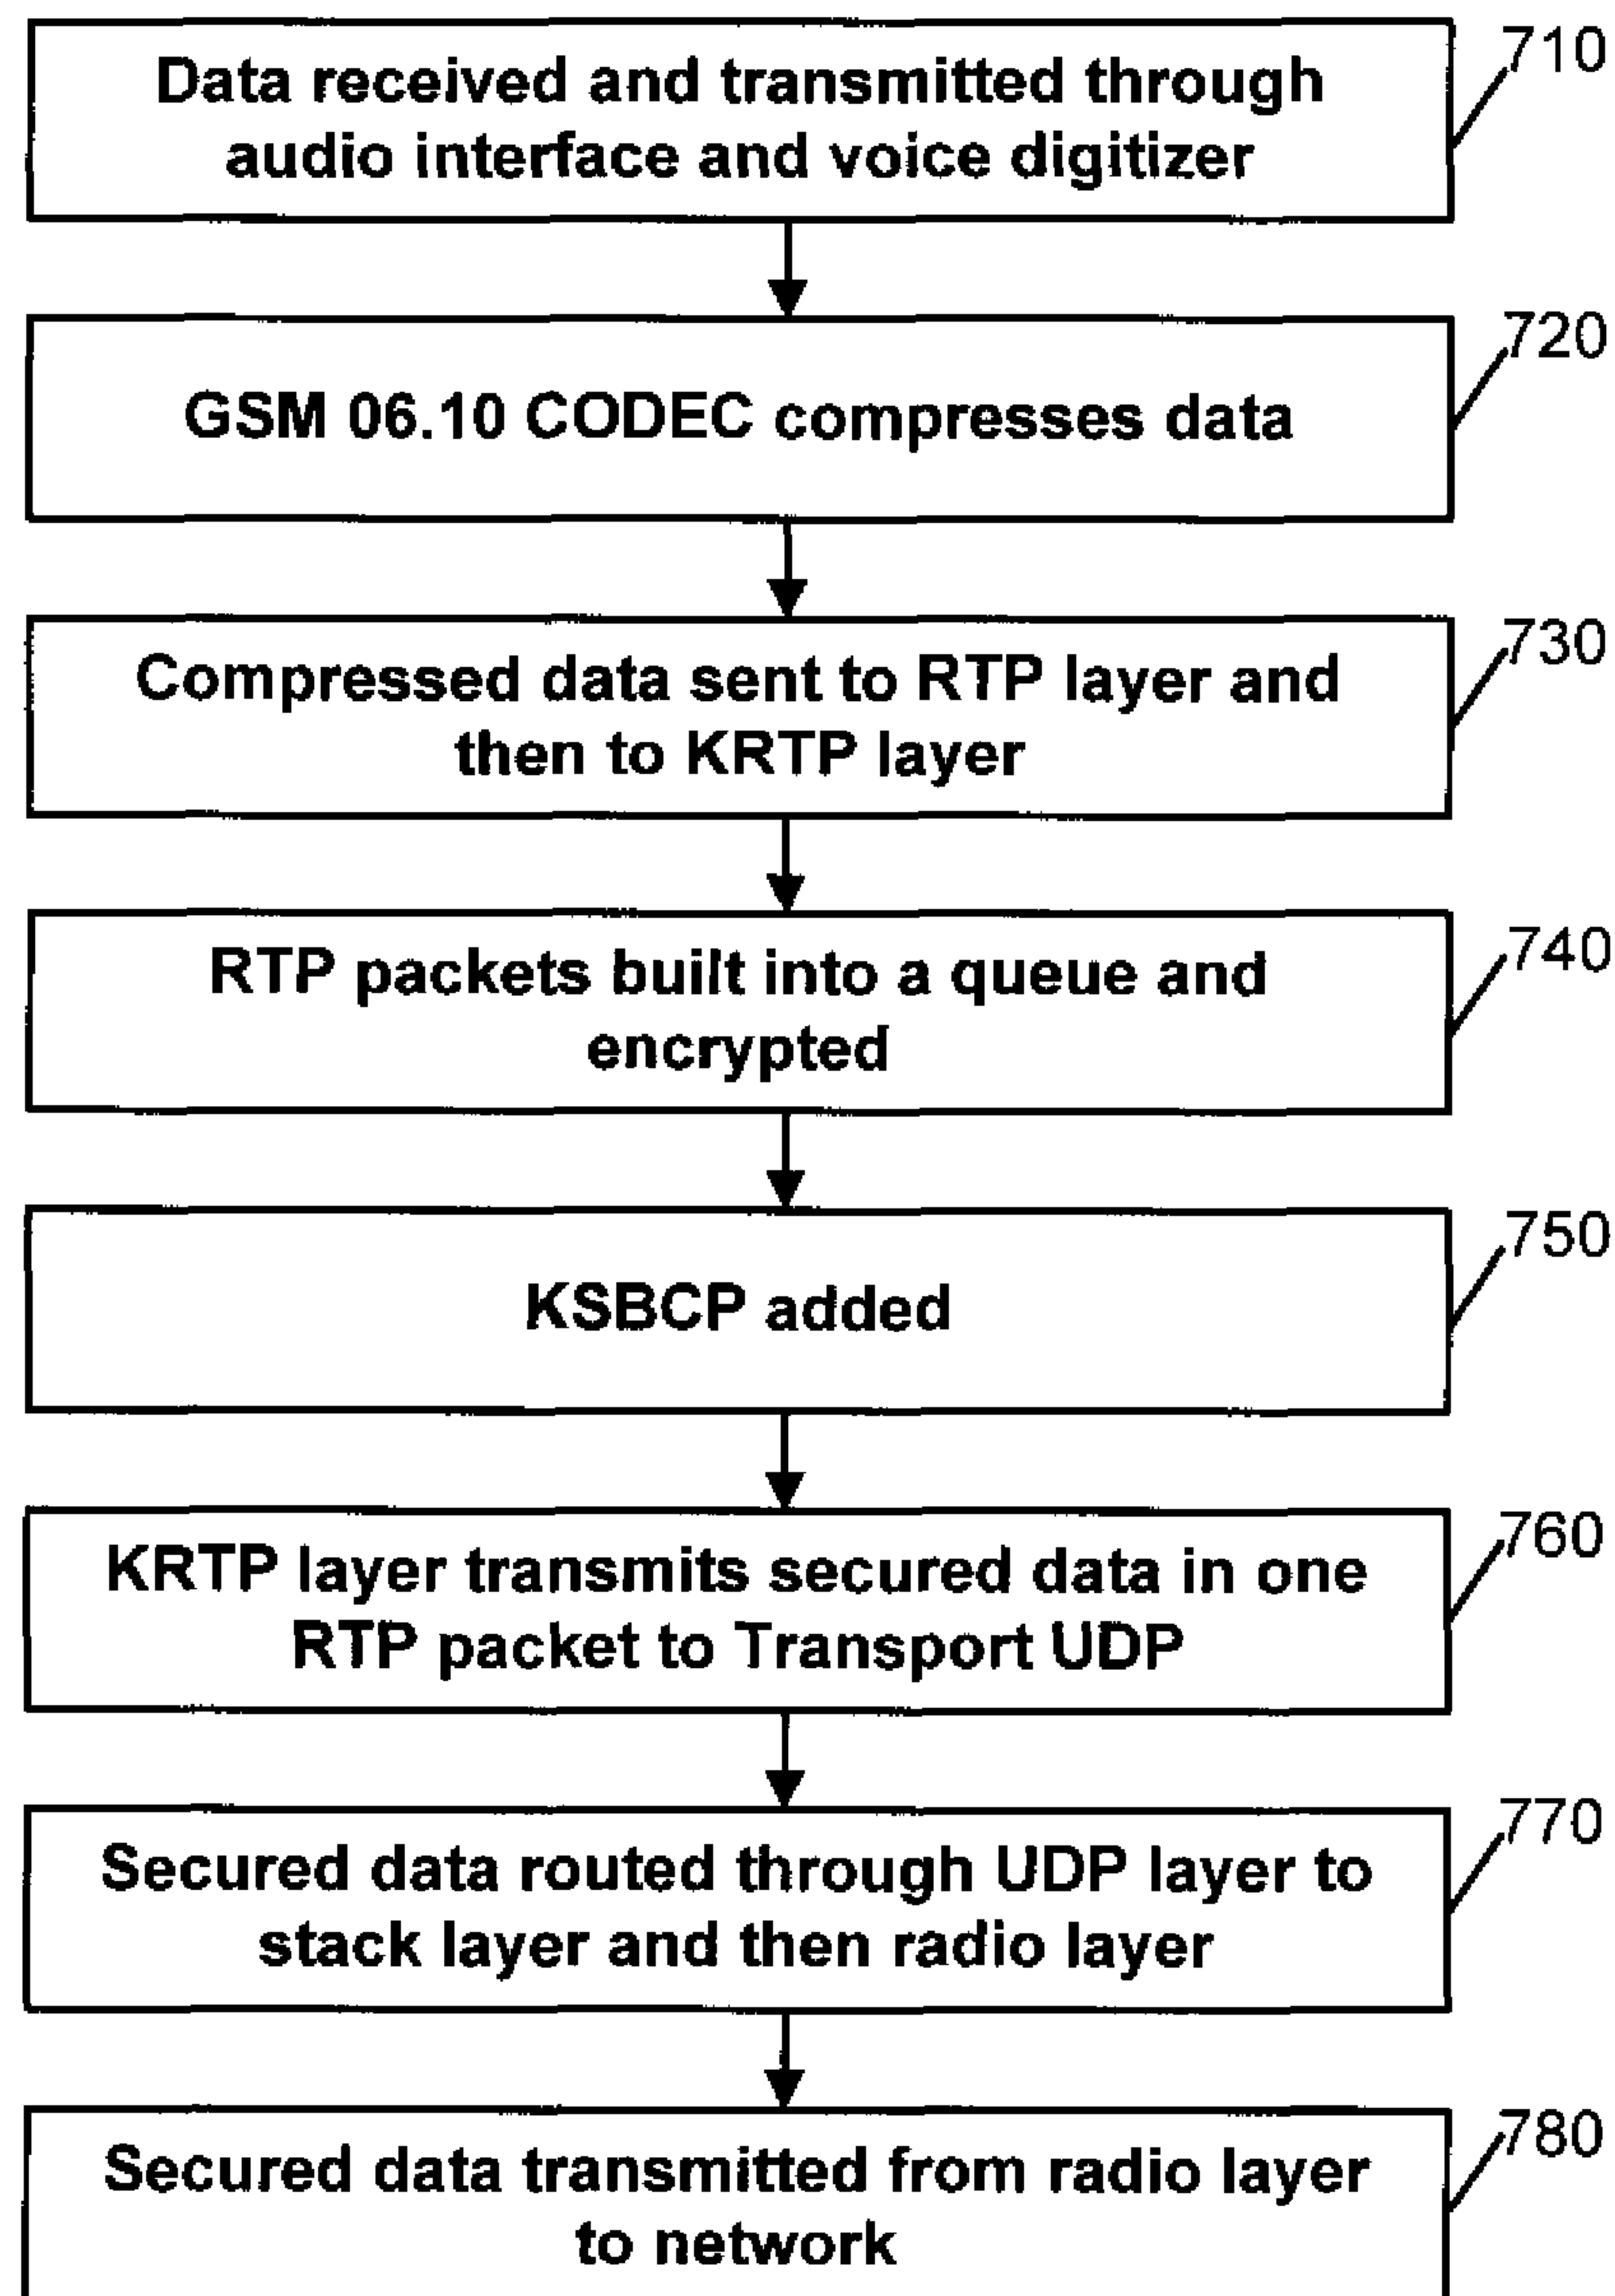 Data received and transmitted through
audio interface and voice digitizer
710
GSM 06.10 CODEC compresses data
720
Compressed data sent to RTP layer and
then to KRTP layer
730
RTP packets built into a queue and
encrypted
740
KSBCP added
750
KRTP layer transmits secured data in one
RTP packet to Transport UDP
760
Secured data routed through UDP layer to
stack layer and then radio layer
770
Secured data transmitted from radio layer
to network
780